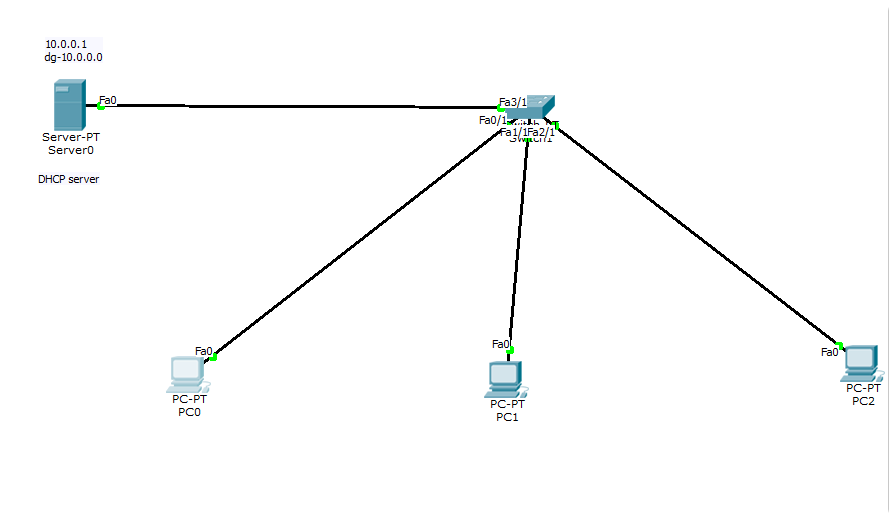 10.0.0.1
dg-10.0.0.0
Fa0
Server-PT
Server0
DHCP server
Fa3/1
Fa0/1
Fa1/1
Fa2/1
Switch1
Fa0
PC-PT
PC0
Fa0
PC-PT
PC1
Fa0
PC-PT
PC2